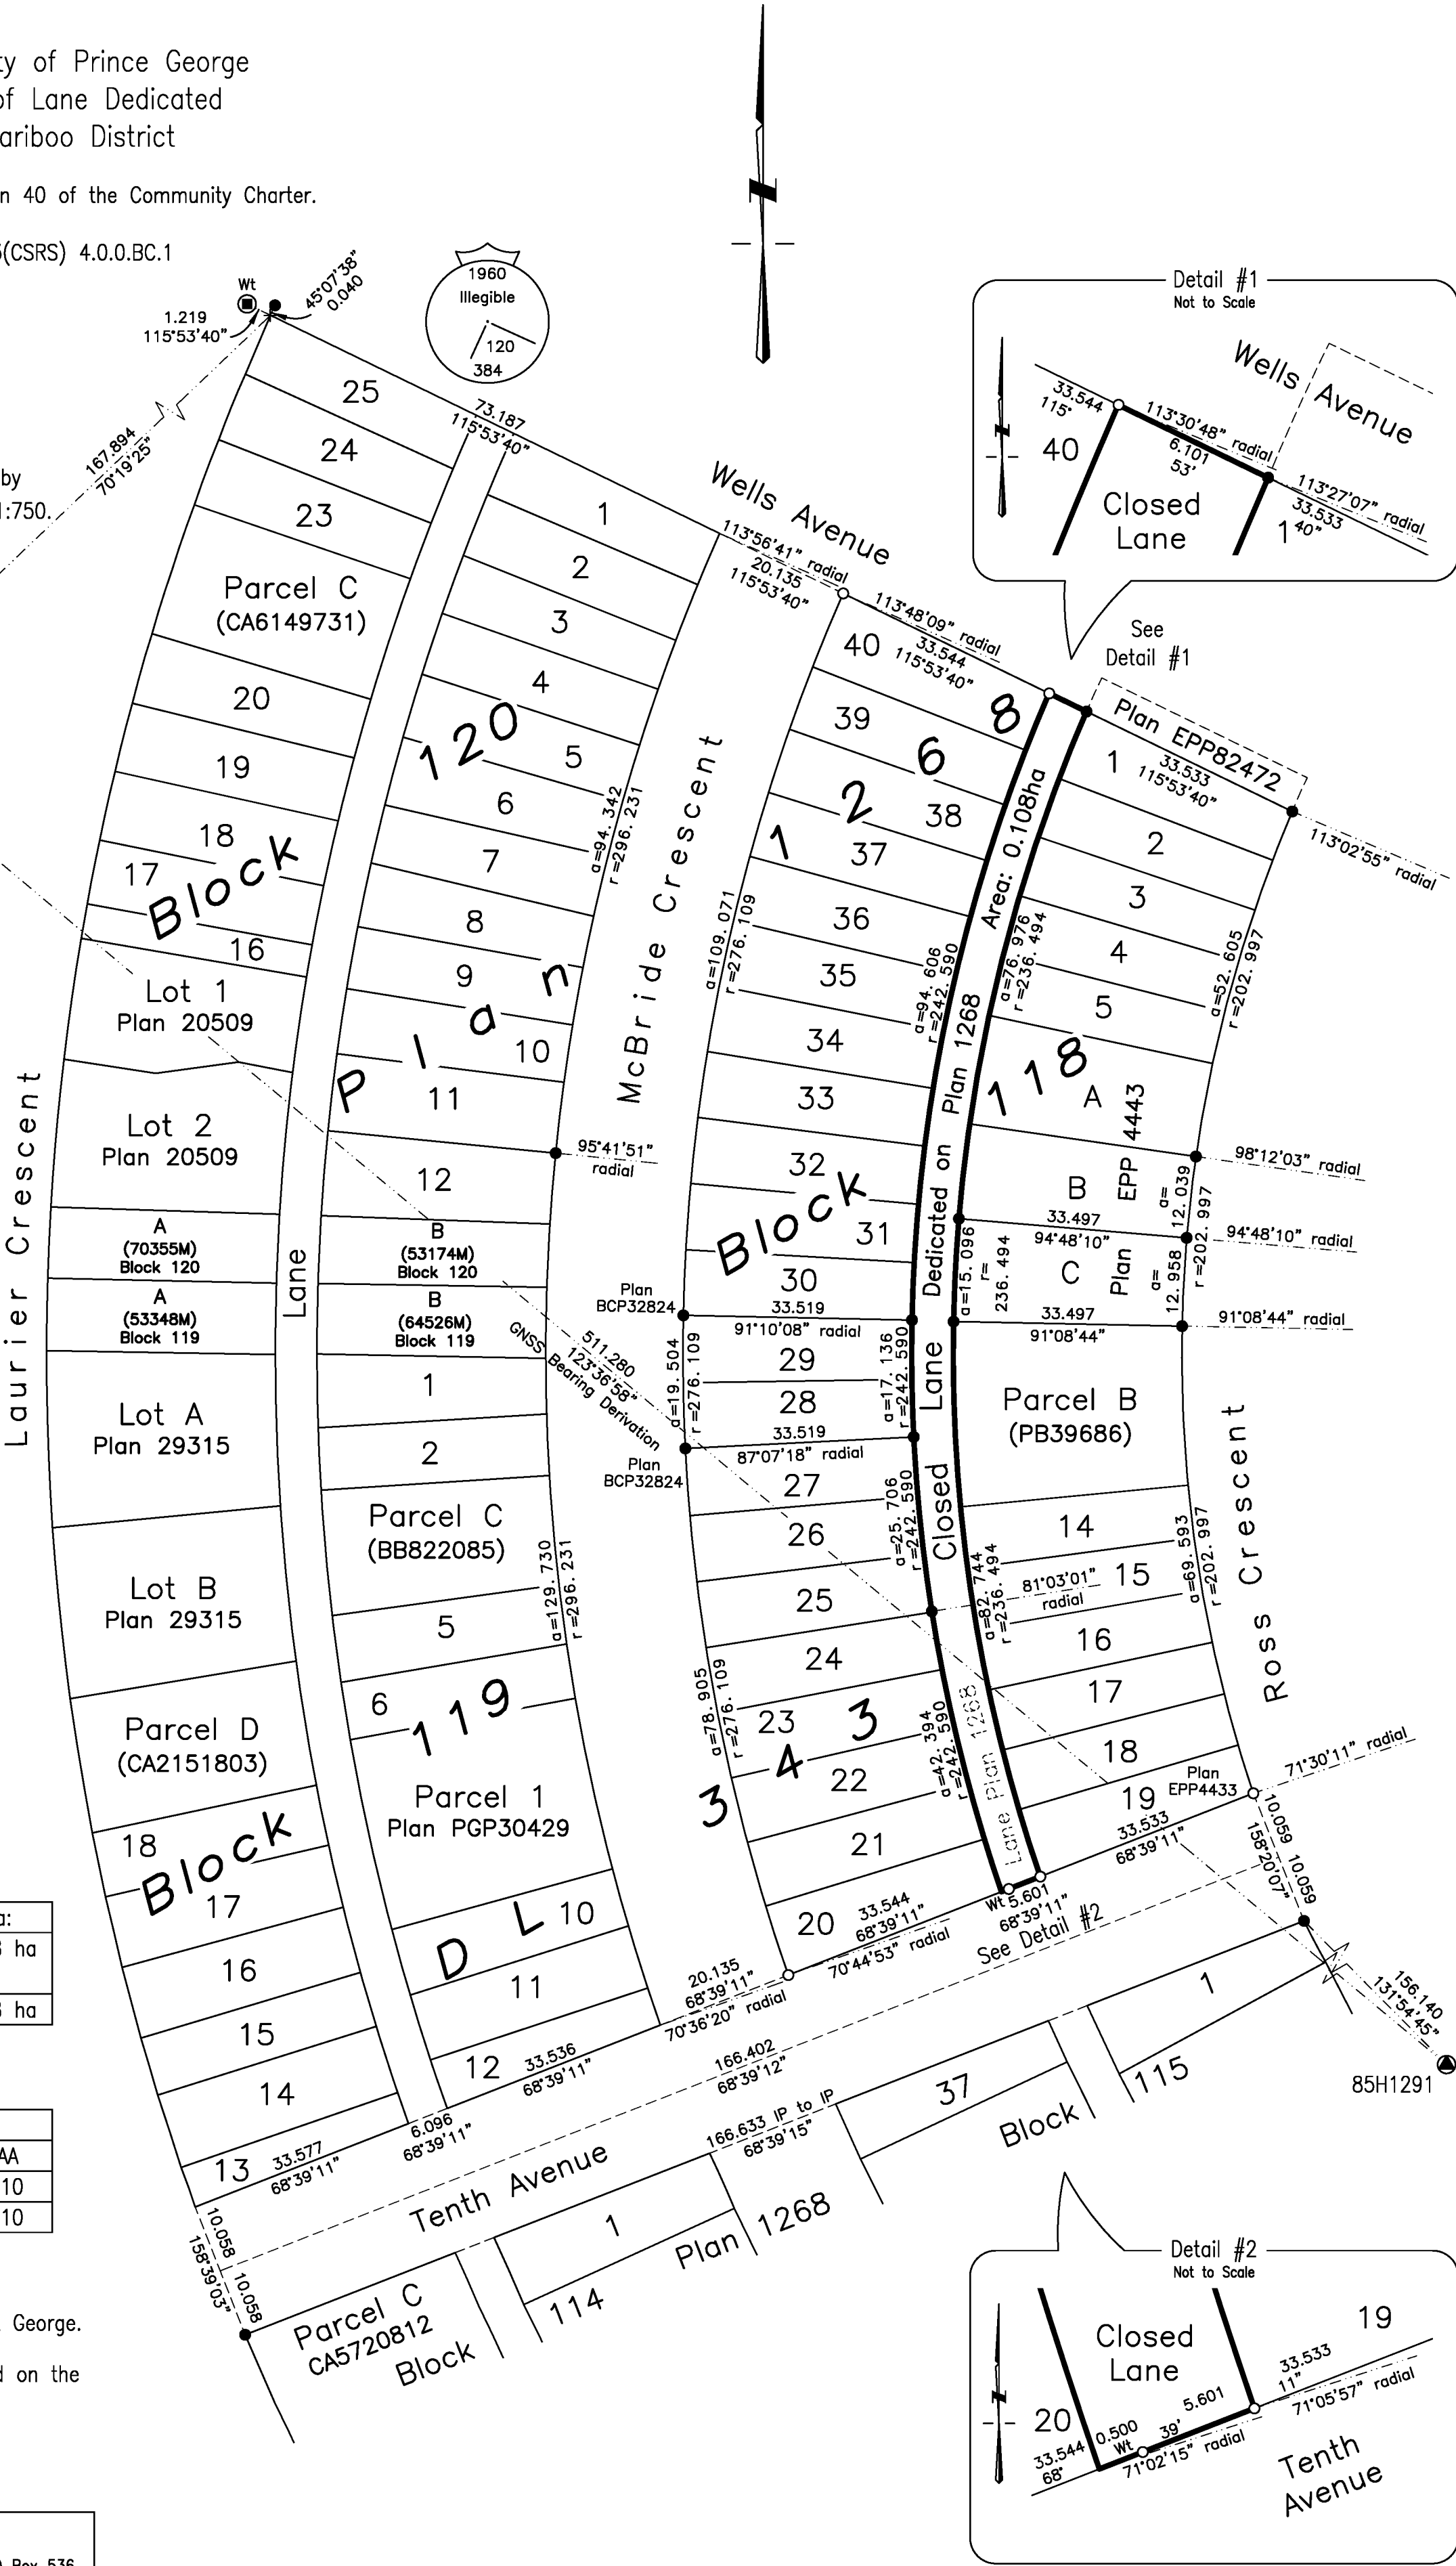 ty of Prince George
of Lane Dedicated
ariboo District
n 40 of the Community Charter.
(CSRS) 4.0.0.BC.1
by
1:750.
Wt
45°07'38"
0.040
1.219
115°53'40"
1960
Illegible
120
384
167.894
70°19'25"
73.187
115°53'40"
Wells Avenue
113°56'41" radial
20.135
115°53'40"
113°48'09" radial
33.544
115°53'40"
Detail #1
Not to Scale
Wells Avenue
33.544
115°
40
113°30'48" radial
6.101
53'
Closed
Lane
113°27'07" radial
33.533
40"
1
See
Detail #1
Plan EPP82472
33.533
115°53'40"
113°02'55" radial
25
24
23
Parcel C
(CA6149731)
20
19
18
17
16
Block
120
Lot 1
Plan 20509
Lot 2
Plan 20509
A
(70355M)
Block 120
A
(53348M)
Block 119
Lot A
Plan 29315
Lot B
Plan 29315
Parcel D
(CA2151803)
18
Block
17
16
15
14
13
Laurier Crescent
Lane
1
2
3
4
5
6
7
8
9
10
11
12
Plan
a=94.342
r=296.231
95°41'51"
radial
B
(53174M)
Block 120
B
(64526M)
Block 119
1
2
Parcel C
(BB822085)
5
6
119
Parcel 1
Plan PGP30429
D L
10
11
12
a=129.730
r=296.231
McBride Crescent
GNSS Bearing Derivation
511.280
123°36'58"
40
39
38
37
36
35
34
33
32
31
30
29
28
27
26
25
24
23
22
21
20
1268
Block
343
a=109.071
r=276.109
Plan
BCP32824
33.519
91°10'08" radial
a=19.504
r=276.109
33.519
87°07'18" radial
Plan
BCP32824
a=78.905
r=276.109
a=94.606
r=242.590
a=17.136
r=242.590
a=25.706
r=242.590
a=42.394
r=242.590
Closed Lane Dedicated on Plan 1268 Area: 0.108ha
Lane Plan 1268
a=76.976
r=236.494
a=15.096
r=
236.494
a=82.744
r=236.494
1
2
3
4
5
118
A
B
C
Plan EPP 4443
a=52.605
r=202.997
98°12'03" radial
a=
12.039
r=202.997
33.497
94°48'10"
94°48'10" radial
a=
12.958
33.497
91°08'44"
91°08'44" radial
Parcel B
(PB39686)
14
15
81°03'01"
radial
16
17
18
19
a=69.593
r=202.997
Ross Crescent
Plan
EPP4433
71°30'11" radial
33.533
68°39'11"
10.059
10.059
158°20'07"
Wt 5.601
68°39'11"
See Detail #2
33.544
68°39'11"
70°44'53" radial
20.135
68°39'11"
70°36'20" radial
33.536
68°39'11"
6.096
68°39'11"
33.577
68°39'11"
166.402
68°39'12"
166.633 IP to IP
68°39'15"
Tenth Avenue
10.058
10.058
158°39'03"
Parcel C
CA5720812
Block
114
1
Plan 1268
37
Block
115
1
156.140
131°54'45"
85H1291
a:
ha
ha
AA
10
10
George.
d on the
Box 536
Detail #2
Not to Scale
Closed
Lane
19
20
33.544
68°
0.500
Wt
39'
5.601
71°02'15" radial
33.533
11"
71°05'57" radial
Tenth
Avenue